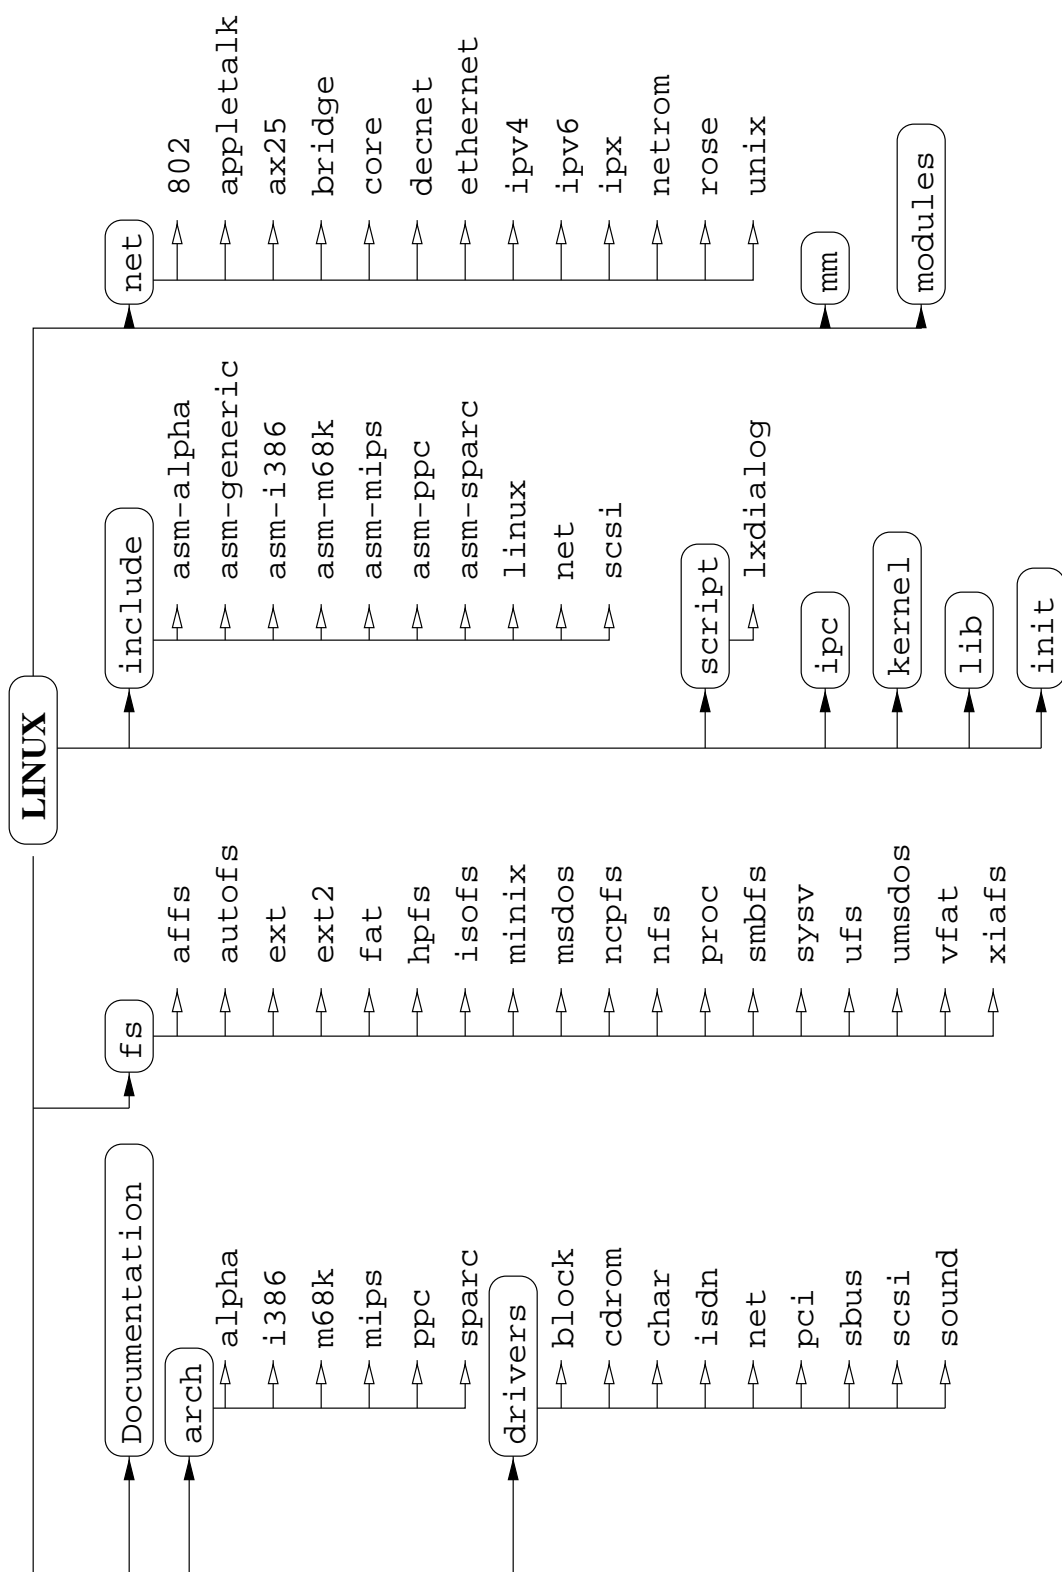 LINUX
Documentation
arch
alpha
i386
m68k
mips
ppc
sparc
drivers
block
cdrom
char
isdn
net
pci
sbus
scsi
sound
fs
affs
autofs
ext
ext2
fat
hpfs
isofs
minix
msdos
ncpfs
nfs
proc
smbfs
sysv
ufs
umsdos
vfat
xiafs
include
asm-alpha
asm-generic
asm-i386
asm-m68k
asm-mips
asm-ppc
asm-sparc
linux
net
scsi
script
lxdialog
ipc
kernel
lib
init
net
802
appletalk
ax25
bridge
core
decnet
ethernet
ipv4
ipv6
ipx
netrom
rose
unix
mm
modules